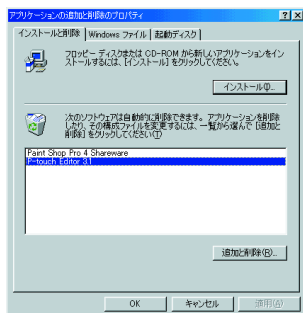 アプリケーションの追加と削除のプロパティ
インストールと削除
Windows ファイル
起動ディスク
フロッピー ディスクまたは CD-ROM から新しいアプリケーションをイン
ストールするには、[インストール] をクリックしてください。
インストール(I)...
次のソフトウェアは自動的に削除できます。アプリケーションを削除
したり、その構成ファイルを変更するには、一覧から選んで [追加と
削除] をクリックしてください(T)
Paint Shop Pro 4 Shareware
P-touch Editor 3.1
追加と削除(R)...
OK
キャンセル
適用(A)